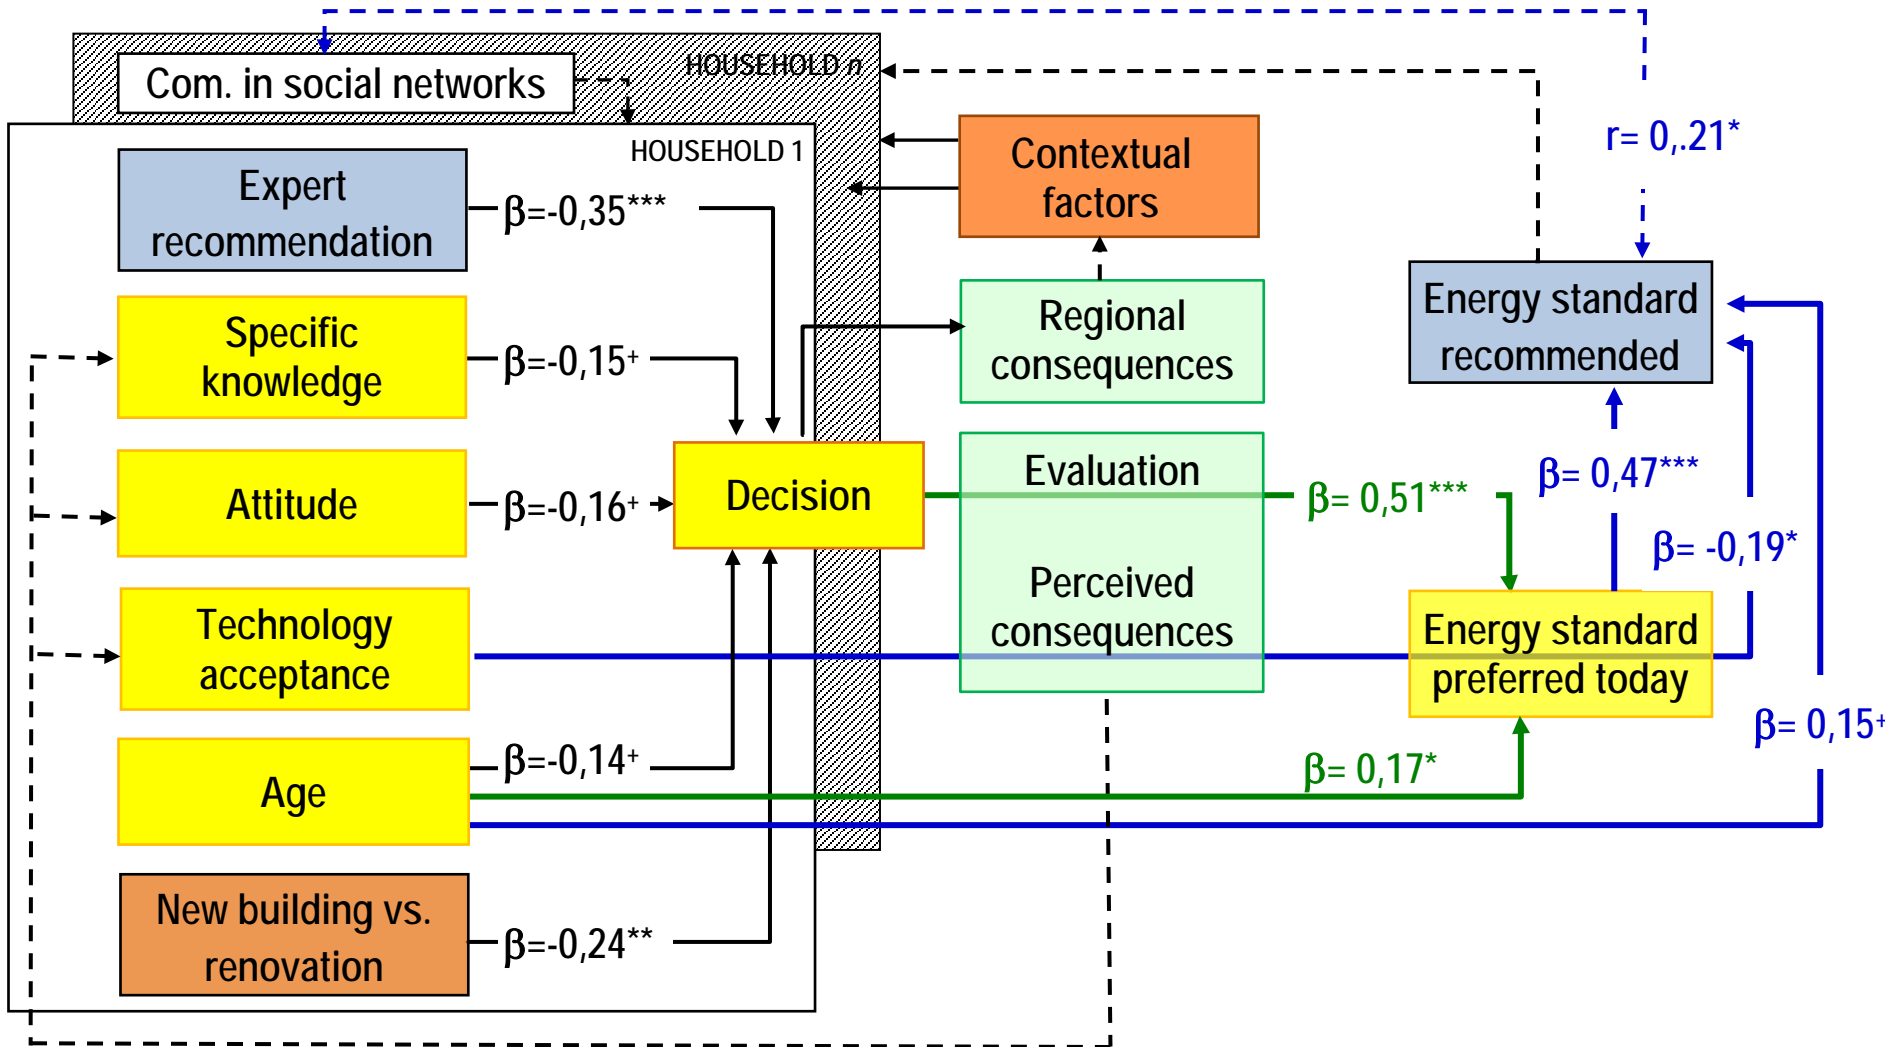 Com. in social networks
HOUSEHOLD n
HOUSEHOLD 1
Expert
recommendation
β=-0,35***
Contextual
factors
r= 0,.21*
Specific
knowledge
β=-0,15+
Regional
consequences
Energy standard
recommended
Attitude
β=-0,16+
Decision
Evaluation
β= 0,51***
β= 0,47***
β= -0,19*
Perceived
consequences
Technology
acceptance
Energy standard
preferred today
β= 0,15+
Age
β=-0,14+
β= 0,17*
New building vs.
renovation
β=-0,24**